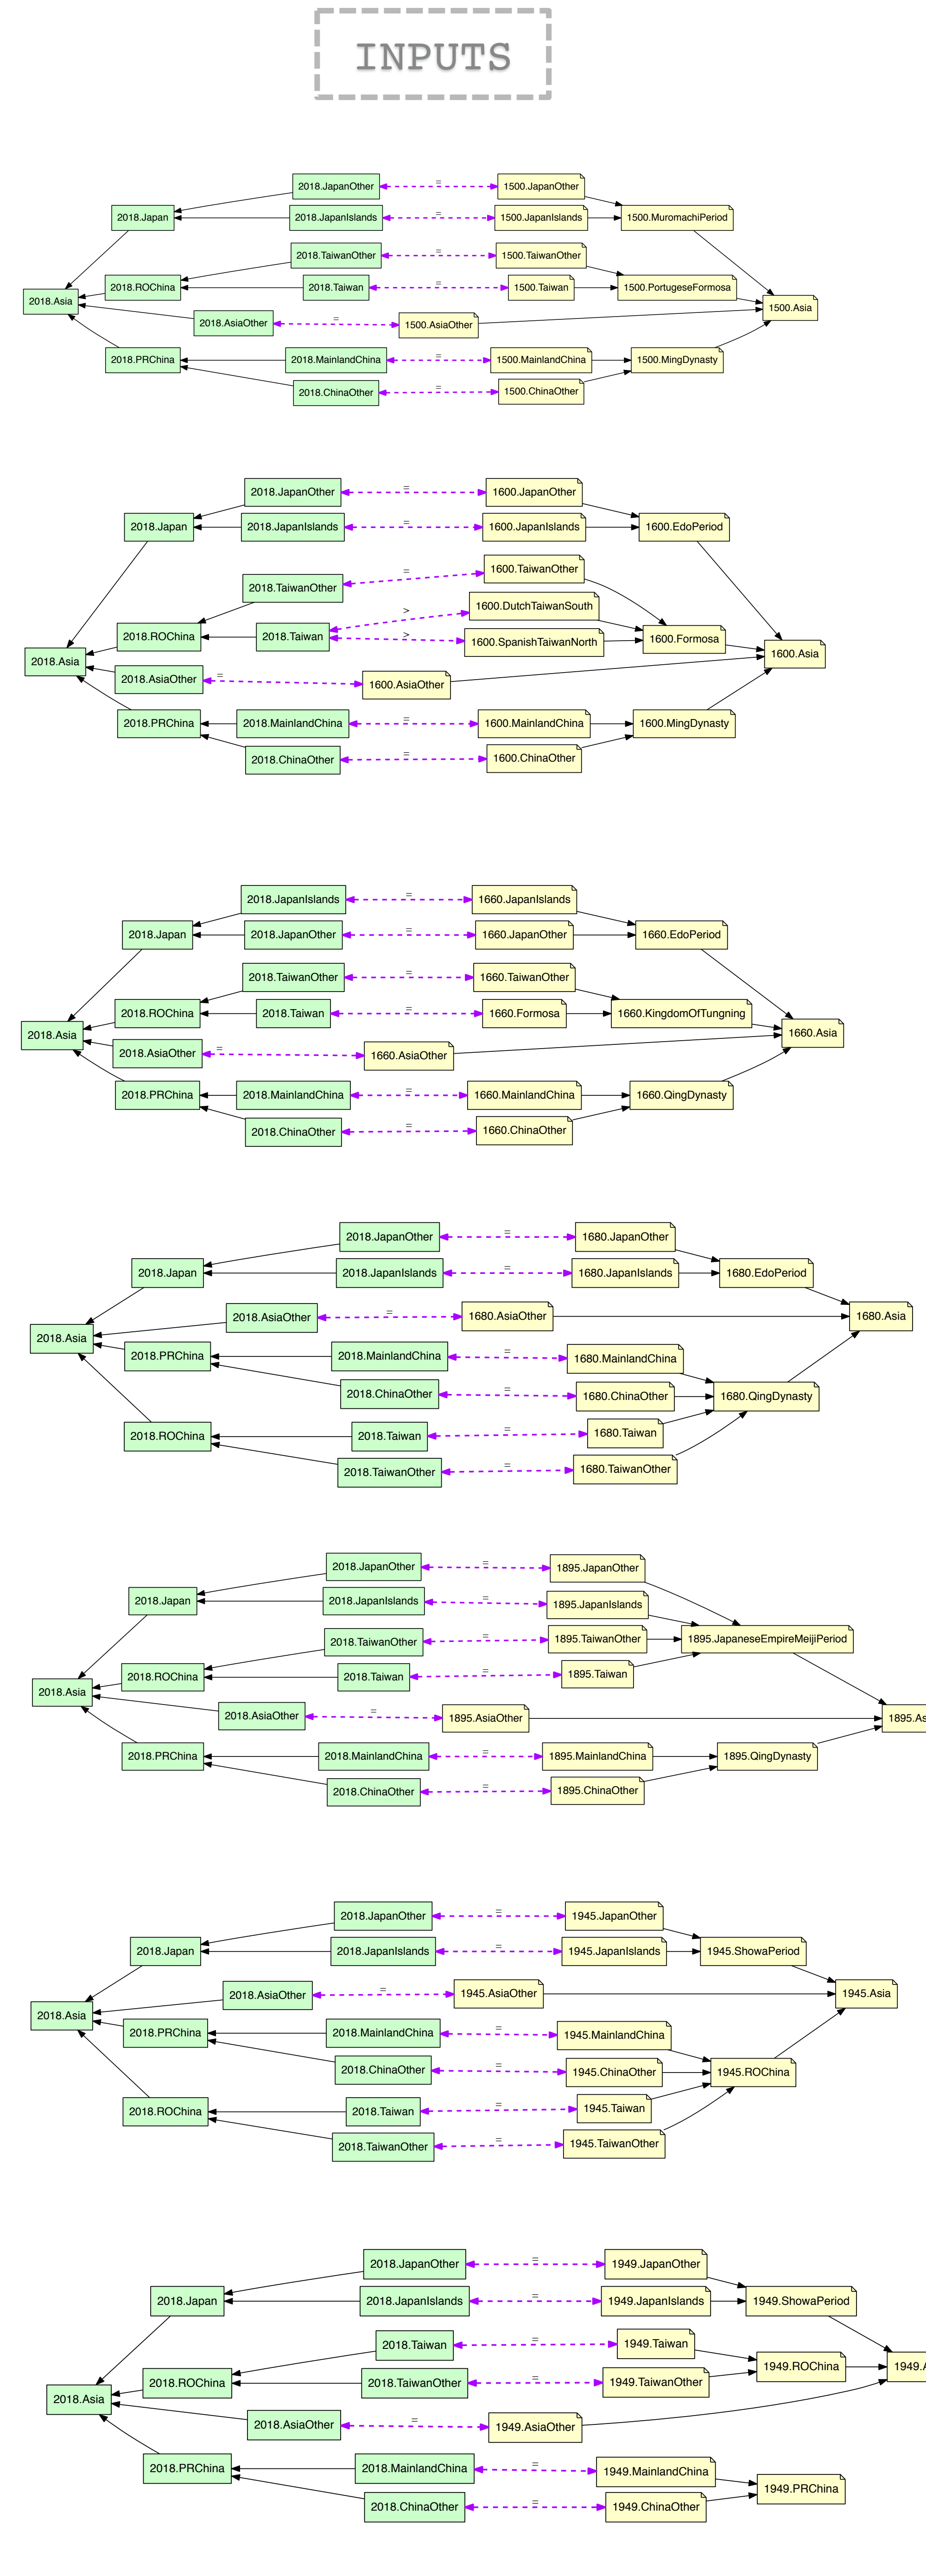 INPUTS
2018.JapanOther = 1500.JapanOther
2018.Japan 2018.JapanIslands = 1500.JapanIslands 1500.MuromachiPeriod
2018.TaiwanOther = 1500.TaiwanOther
2018.ROChina 2018.Taiwan = 1500.Taiwan 1500.PortugeseFormosa
2018.Asia 1500.Asia
2018.AsiaOther = 1500.AsiaOther
2018.PRChina 2018.MainlandChina = 1500.MainlandChina 1500.MingDynasty
2018.ChinaOther = 1500.ChinaOther
2018.JapanOther = 1600.JapanOther
2018.Japan 2018.JapanIslands = 1600.JapanIslands 1600.EdoPeriod
2018.TaiwanOther = 1600.TaiwanOther
> 1600.DutchTaiwanSouth
2018.ROChina 2018.Taiwan > 1600.SpanishTaiwanNorth 1600.Formosa
2018.Asia 1600.Asia
2018.AsiaOther = 1600.AsiaOther
2018.PRChina 2018.MainlandChina = 1600.MainlandChina 1600.MingDynasty
2018.ChinaOther = 1600.ChinaOther
2018.JapanIslands = 1660.JapanIslands
2018.Japan 2018.JapanOther = 1660.JapanOther 1660.EdoPeriod
2018.TaiwanOther = 1660.TaiwanOther
2018.ROChina 2018.Taiwan = 1660.Formosa 1660.KingdomOfTungning
2018.Asia 1660.Asia
2018.AsiaOther = 1660.AsiaOther
2018.PRChina 2018.MainlandChina = 1660.MainlandChina 1660.QingDynasty
2018.ChinaOther = 1660.ChinaOther
2018.JapanOther = 1680.JapanOther
2018.Japan 2018.JapanIslands = 1680.JapanIslands 1680.EdoPeriod
2018.AsiaOther = 1680.AsiaOther 1680.Asia
2018.Asia
2018.PRChina 2018.MainlandChina = 1680.MainlandChina
2018.ChinaOther = 1680.ChinaOther 1680.QingDynasty
2018.ROChina 2018.Taiwan = 1680.Taiwan
2018.TaiwanOther = 1680.TaiwanOther
2018.JapanOther = 1895.JapanOther
2018.Japan 2018.JapanIslands = 1895.JapanIslands
2018.TaiwanOther = 1895.TaiwanOther 1895.JapaneseEmpireMeijiPeriod
2018.ROChina 2018.Taiwan = 1895.Taiwan
2018.Asia
2018.AsiaOther = 1895.AsiaOther 1895.As
2018.PRChina 2018.MainlandChina = 1895.MainlandChina 1895.QingDynasty
2018.ChinaOther = 1895.ChinaOther
2018.JapanOther = 1945.JapanOther
2018.Japan 2018.JapanIslands = 1945.JapanIslands 1945.ShowaPeriod
2018.AsiaOther = 1945.AsiaOther 1945.Asia
2018.Asia
2018.PRChina 2018.MainlandChina = 1945.MainlandChina
2018.ChinaOther = 1945.ChinaOther 1945.ROChina
2018.ROChina 2018.Taiwan = 1945.Taiwan
2018.TaiwanOther = 1945.TaiwanOther
2018.JapanOther = 1949.JapanOther
2018.Japan 2018.JapanIslands = 1949.JapanIslands 1949.ShowaPeriod
2018.Taiwan = 1949.Taiwan
1949.ROChina 1949.A
2018.ROChina 2018.TaiwanOther = 1949.TaiwanOther
2018.Asia
2018.AsiaOther = 1949.AsiaOther
2018.PRChina 2018.MainlandChina = 1949.MainlandChina
1949.PRChina
2018.ChinaOther = 1949.ChinaOther